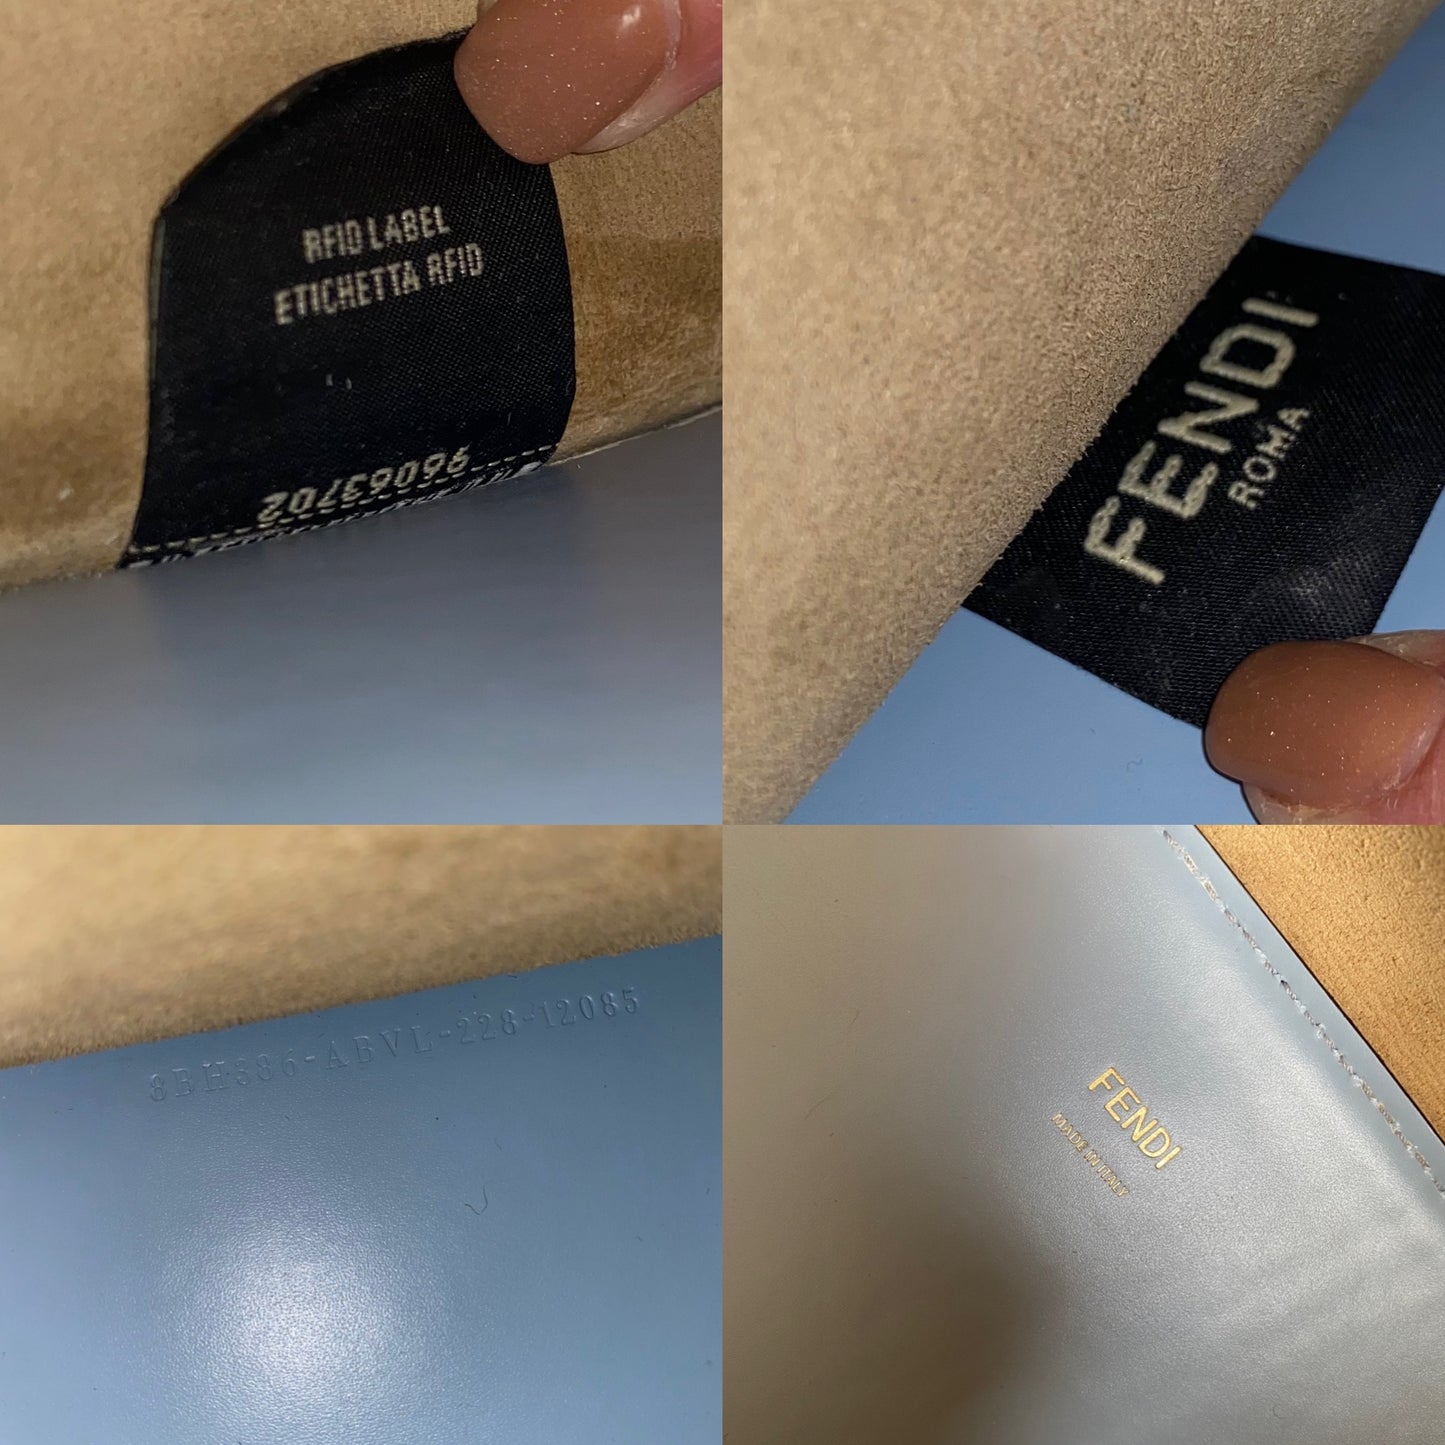 RFID LABEL
ETICHETTA RFID
96063702
FENDI
ROMA
8BH386-ABVL-228-12085
FENDI
MADE IN ITALY